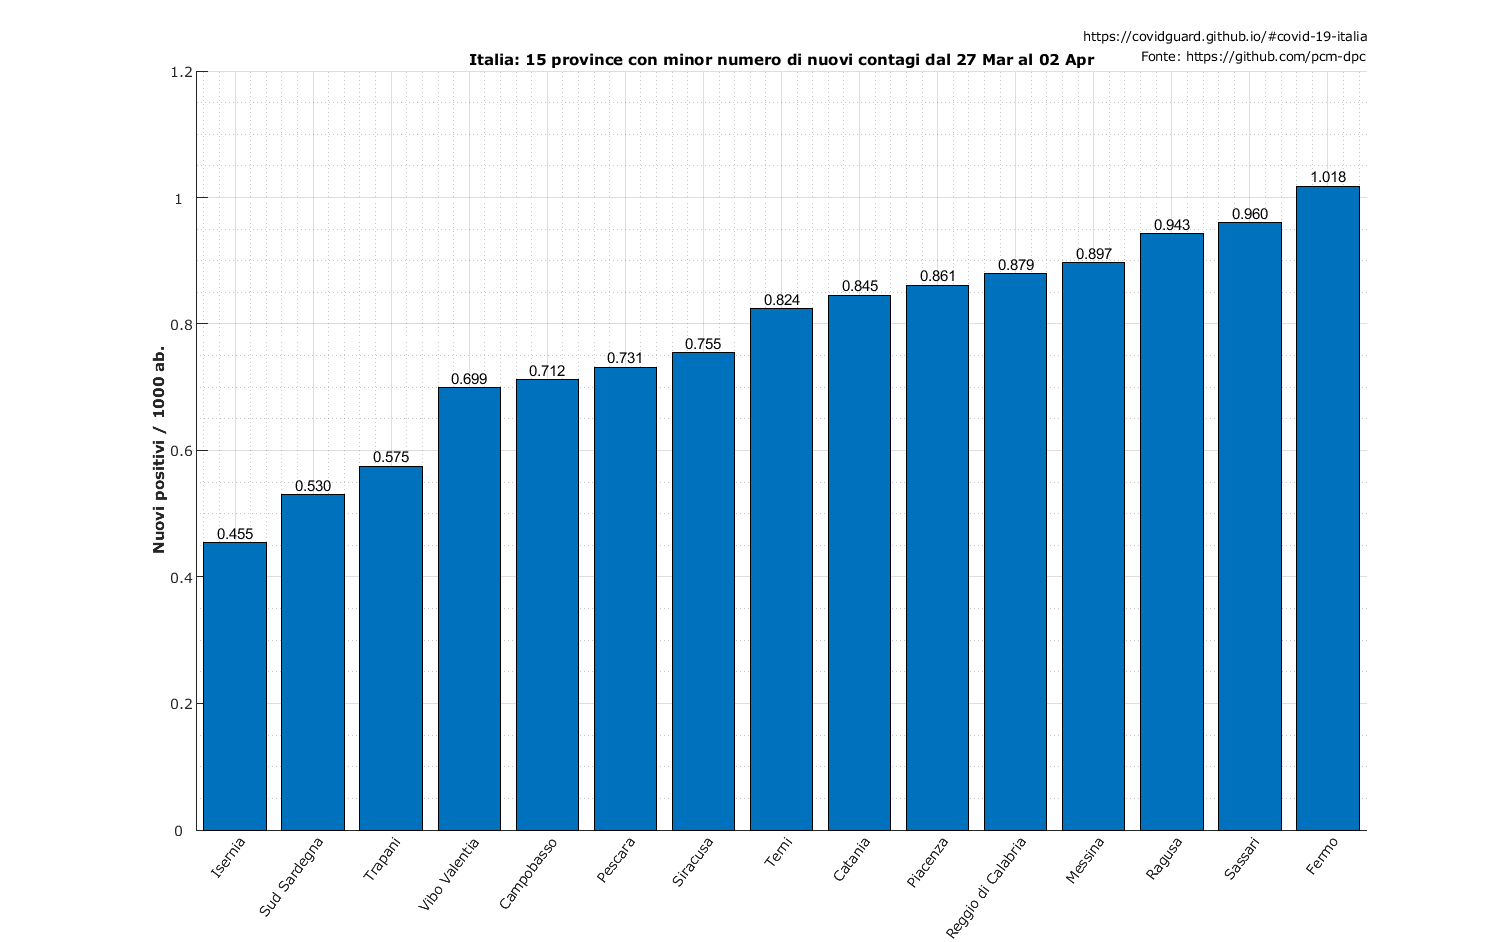 https://covidguard.github.io/#covid-19-italia
Italia: 15 province con minor numero di nuovi contagi dal 27 Mar al 02 Apr
Fonte: https://github.com/pcm-dpc
Nuovi positivi / 1000 ab.
1.2
1
0.8
0.6
0.4
0.2
0
0.455
0.530
0.575
0.699
0.712
0.731
0.755
0.824
0.845
0.861
0.879
0.897
0.943
0.960
1.018
Isernia
Sud Sardegna
Trapani
Vibo Valentia
Campobasso
Pescara
Siracusa
Terni
Catania
Piacenza
Reggio di Calabria
Messina
Ragusa
Sassari
Fermo